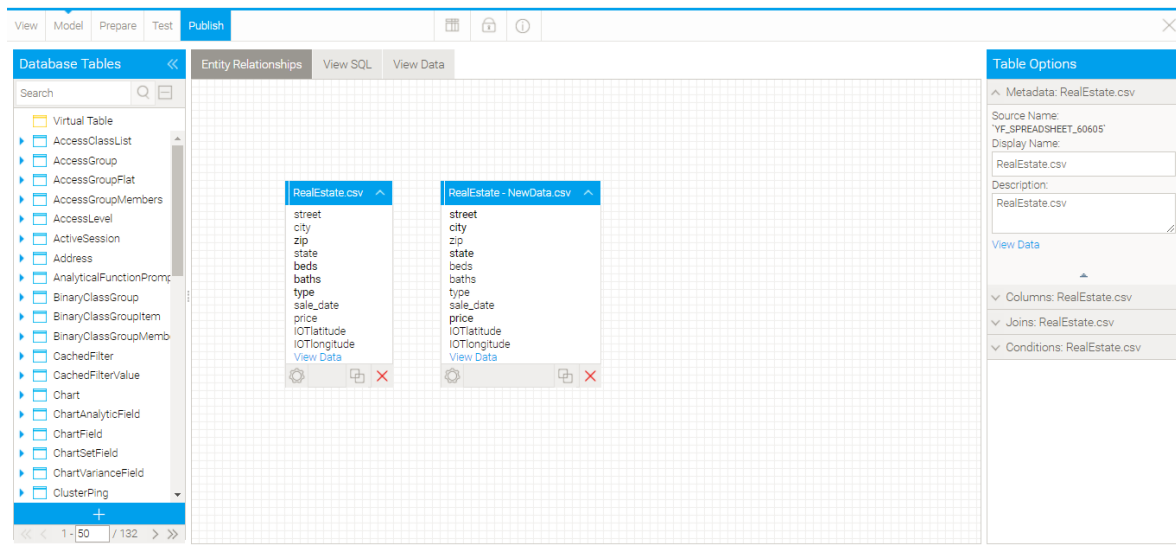 View Model Prepare Test Publish
Database Tables
Search
Virtual Table
AccessClassList
AccessGroup
AccessGroupFlat
AccessGroupMembers
AccessLevel
ActiveSession
Address
AnalyticalFunctionPromp
BinaryClassGroup
BinaryClassGroupItem
BinaryClassGroupMemb
CachedFilter
CachedFilterValue
Chart
ChartAnalyticField
ChartField
ChartSetField
ChartVarianceField
ClusterPing
1 - 50 / 132
Entity Relationships View SQL View Data
RealEstate.csv
street
city
zip
state
beds
baths
type
sale_date
price
IOTlatitude
IOTlongitude
View Data
RealEstate - NewData.csv
street
city
zip
state
beds
baths
type
sale_date
price
IOTlatitude
IOTlongitude
View Data
Table Options
Metadata: RealEstate.csv
Source Name:
`YF_SPREADSHEET_60605`
Display Name:
RealEstate.csv
Description:
RealEstate.csv
View Data
Columns: RealEstate.csv
Joins: RealEstate.csv
Conditions: RealEstate.csv